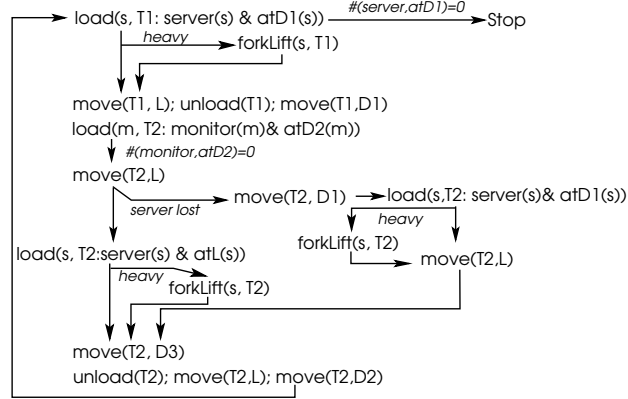 load(s, T1: server(s) & atD1(s))
#(server,atD1)=0
Stop
heavy
forkLift(s, T1)
move(T1, L); unload(T1); move(T1,D1)
load(m, T2: monitor(m)& atD2(m))
#(monitor,atD2)=0
move(T2,L)
server lost
move(T2, D1)
load(s,T2: server(s)& atD1(s))
heavy
forkLift(s, T2)
move(T2,L)
load(s, T2:server(s) & atL(s))
heavy
forkLift(s, T2)
move(T2, D3)
unload(T2); move(T2,L); move(T2,D2)